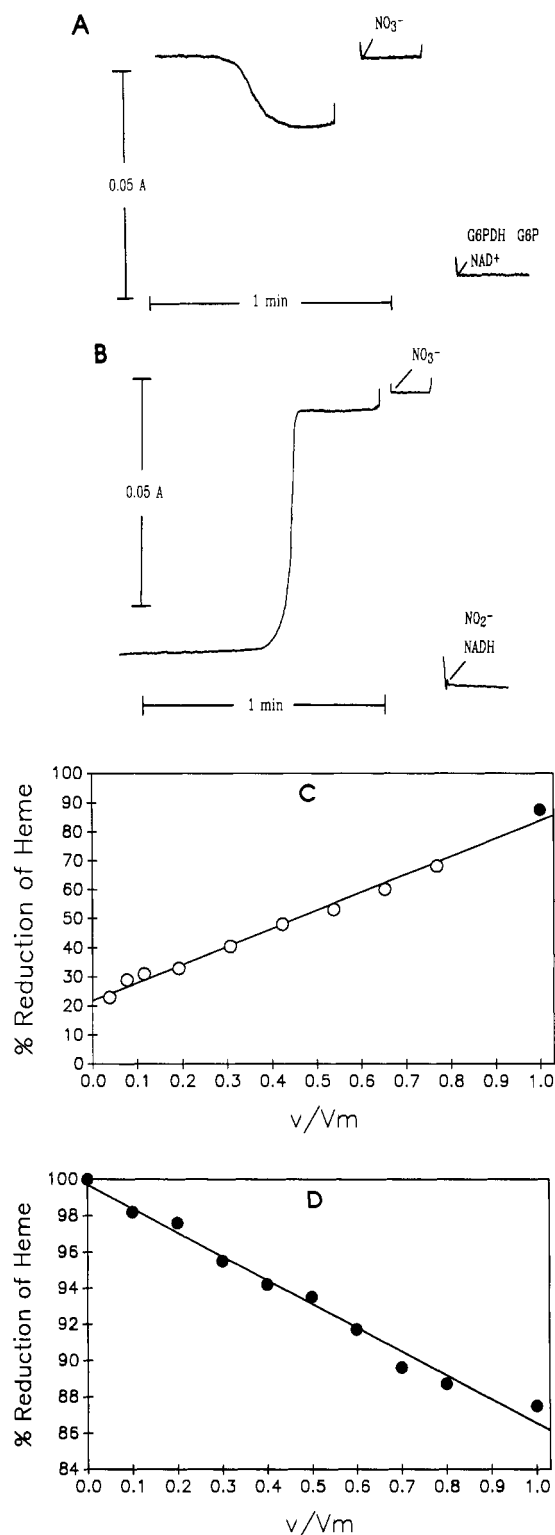 A
NO₃⁻
0.05 A
G6PDH G6P
NAD+
1 min
B
NO₃⁻
0.05 A
NO₂⁻
NADH
1 min
C
% Reduction of Heme
100
90
80
70
60
50
40
30
20
10
0
0.0 0.1 0.2 0.3 0.4 0.5 0.6 0.7 0.8 0.9 1.0
v/Vm
D
% Reduction of Heme
100
98
96
94
92
90
88
86
84
0.0 0.1 0.2 0.3 0.4 0.5 0.6 0.7 0.8 0.9 1.0
v/Vm